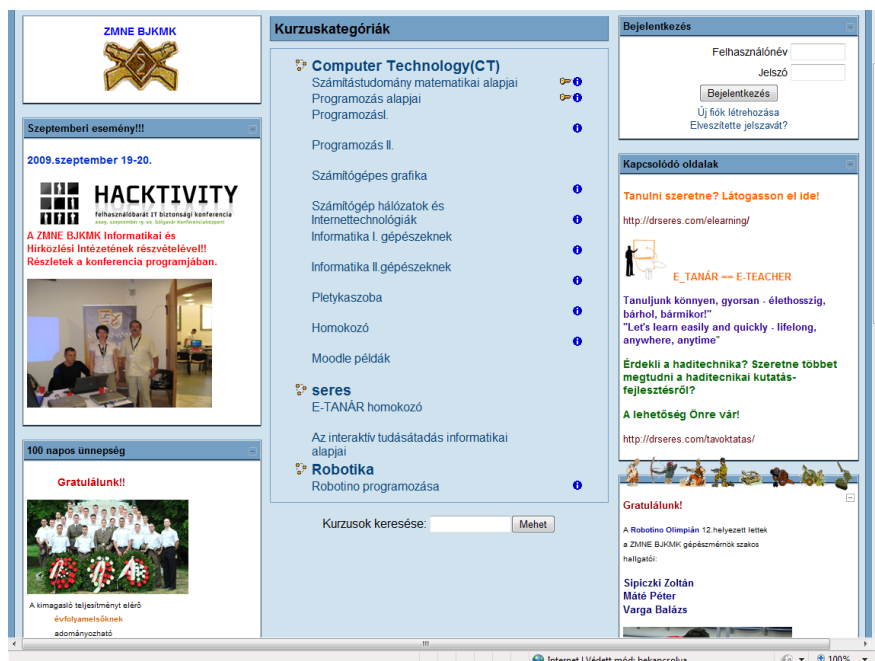 ZMNE BJKMK
Szeptemberi esemény!!!
2009.szeptember 19-20.
HACKTIVITY
felhasználóbarát IT biztonsági konferencia
A ZMNE BJKMK Informatikai és
Hírközlési Intézetének részvételével!!
Részletek a konferencia programjában.
100 napos ünnepség
Gratulálunk!!
A kimagasló teljesítményt elérő
évfolyamelsőknek
adományozható
Kurzuskategóriák
Computer Technology(CT)
Számítástudomány matematikai alapjai
Programozás alapjai
ProgramozásI.
Programozás II.
Számítógépes grafika
Számítógép hálózatok és
Internettechnológiák
Informatika I. gépészeknek
Informatika II.gépészeknek
Pletykaszoba
Homokozó
Moodle példák
seres
E-TANÁR homokozó
Az interaktív tudásátadás informatikai
alapjai
Robotika
Robotino programozása
Kurzusok keresése:
Mehet
Bejelentkezés
Felhasználónév
Jelszó
Bejelentkezés
Új fiók létrehozása
Elveszítette jelszavát?
Kapcsolódó oldalak
Tanulni szeretne? Látogasson el ide!
http://drseres.com/elearning/
E_TANÁR == E-TEACHER
Tanuljunk könnyen, gyorsan - élethosszig,
bárhol, bármikor!"
"Let's learn easily and quickly - lifelong,
anywhere, anytime"
Érdekli a haditechnika? Szeretne többet
megtudni a haditecnikai kutatás-
fejlesztésről?
A lehetőség Önre vár!
http://drseres.com/tavoktatas/
Gratulálunk!
A Robotino Olimpián 12.helyezett lettek
a ZMNE BJKMK gépészmérnök szakos
hallgatói:
Sipiczki Zoltán
Máté Péter
Varga Balázs
Internet | Védett mód: bekapcsolva
100%